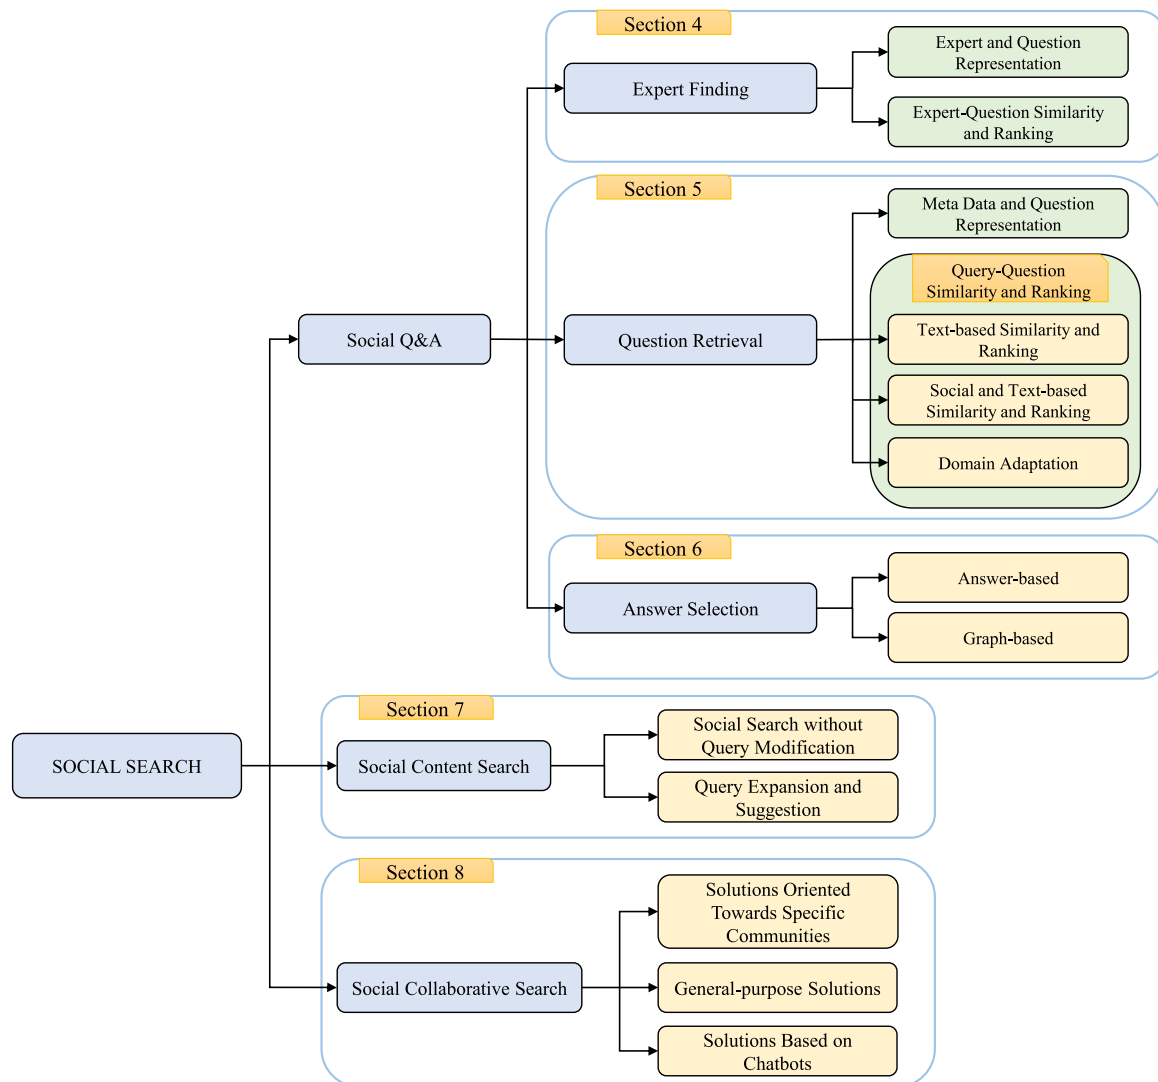 Section 4
Expert Finding
Expert and Question
Representation
Expert-Question Similarity
and Ranking
Section 5
Meta Data and Question
Representation
Query-Question
Similarity and Ranking
Social Q&A
Question Retrieval
Text-based Similarity and
Ranking
Social and Text-based
Similarity and Ranking
Domain Adaptation
Section 6
Answer Selection
Answer-based
Graph-based
SOCIAL SEARCH
Section 7
Social Content Search
Social Search without
Query Modification
Query Expansion and
Suggestion
Section 8
Social Collaborative Search
Solutions Oriented
Towards Specific
Communities
General-purpose Solutions
Solutions Based on
Chatbots